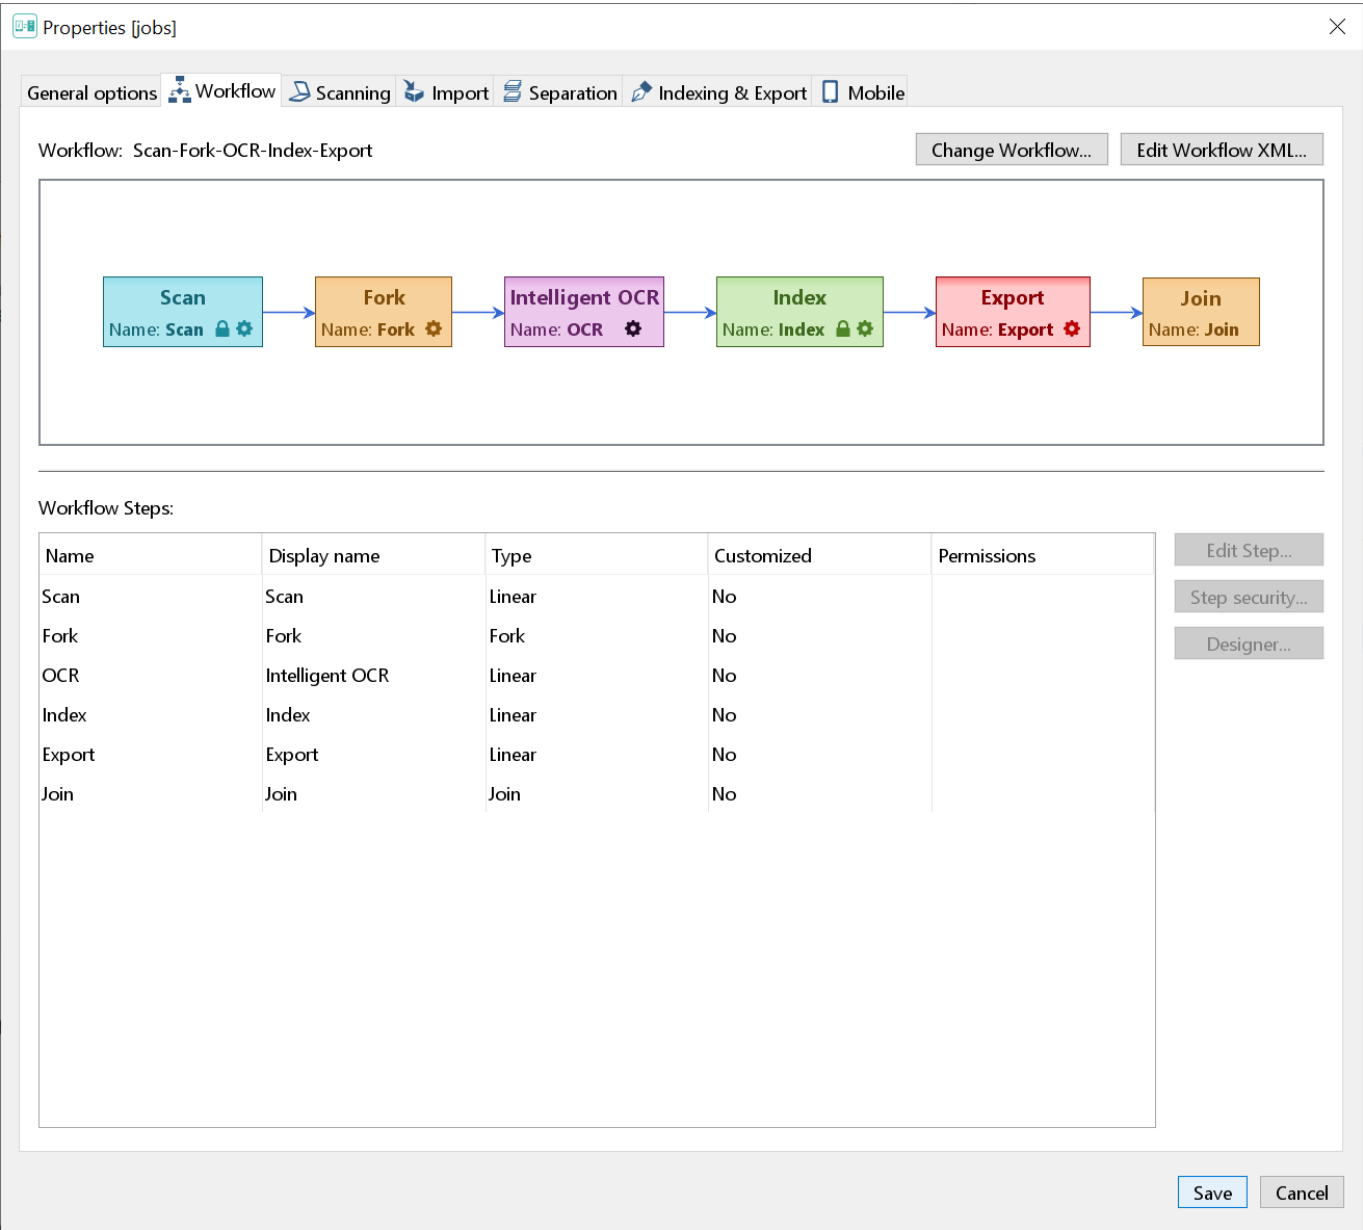 Properties [jobs]
General options Workflow Scanning Import Separation Indexing & Export Mobile
Workflow: Scan-Fork-OCR-Index-Export Change Workflow... Edit Workflow XML...
Scan Fork Intelligent OCR Index Export Join
Name: Scan Name: Fork Name: OCR Name: Index Name: Export Name: Join
Workflow Steps:
Name Display name Type Customized Permissions
Edit Step...
Scan Scan Linear No
Step security...
Fork Fork Fork No
Designer...
OCR Intelligent OCR Linear No
Index Index Linear No
Export Export Linear No
Join Join Join No
Save Cancel